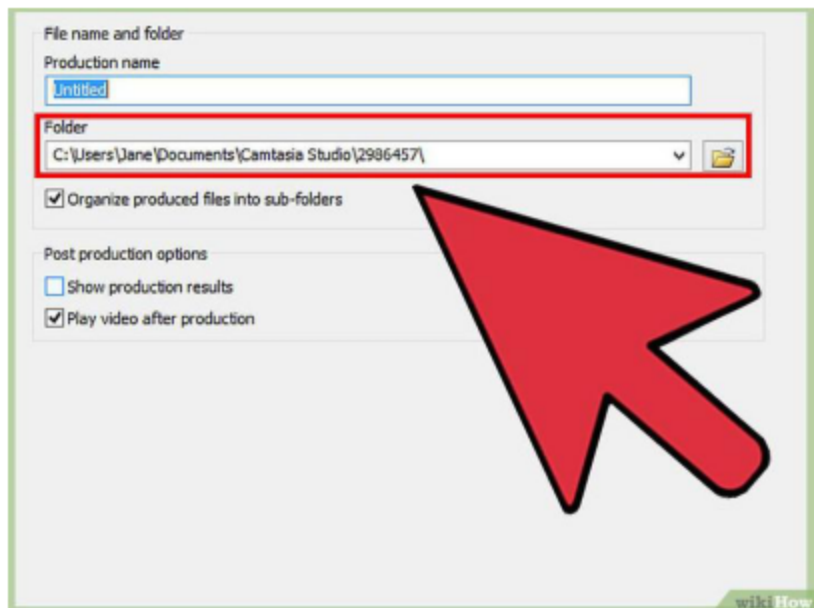 File name and folder
Production name
Untitled
Folder
C:\Users\Jane\Documents\Camtasia Studio\2986457\
Organize produced files into sub-folders
Post production options
Show production results
Play video after production
wikiHow